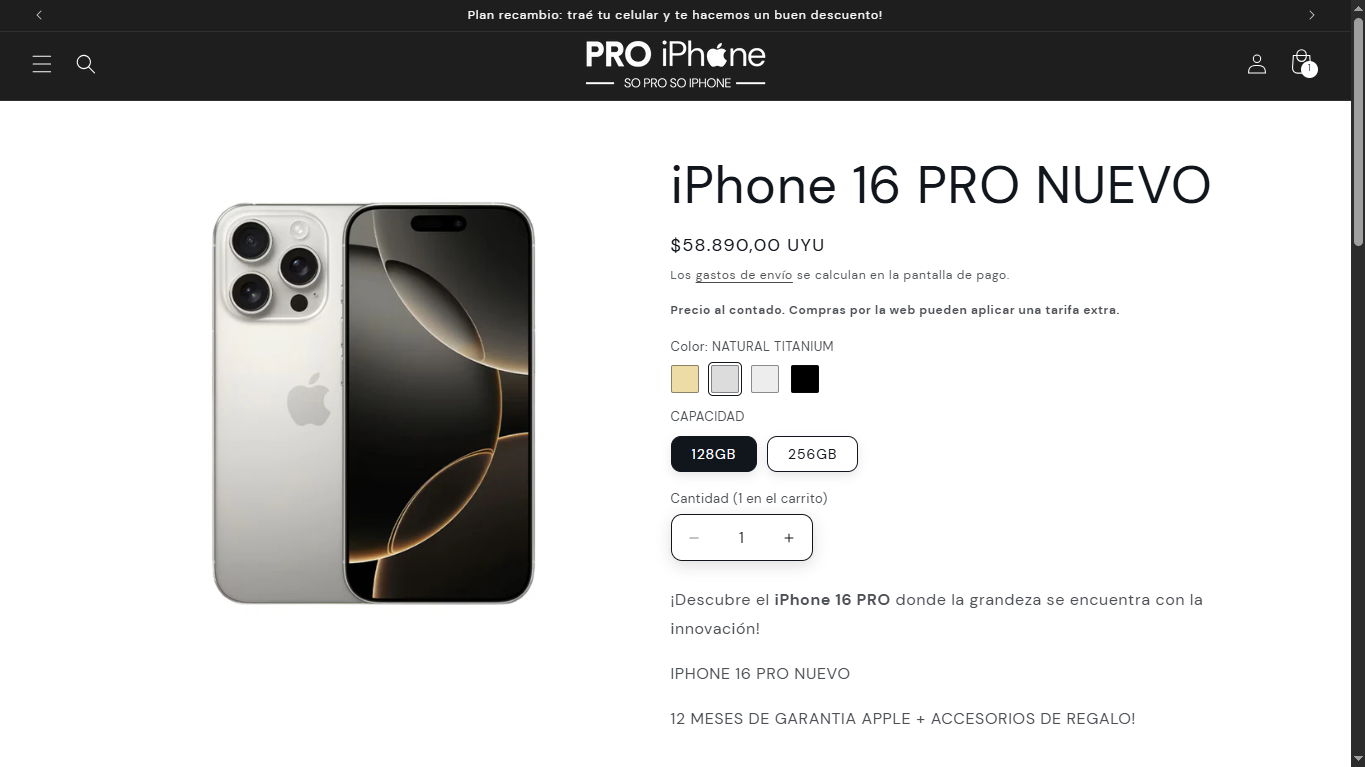 Plan recambio: traé tu celular y te hacemos un buen descuento!
PRO iPhone
SO PRO SO IPHONE
1
iPhone 16 PRO NUEVO
$58.890,00 UYU
Los gastos de envío se calculan en la pantalla de pago.
Precio al contado. Compras por la web pueden aplicar una tarifa extra.
Color: NATURAL TITANIUM
CAPACIDAD
128GB 256GB
Cantidad (1 en el carrito)
− 1 +
¡Descubre el iPhone 16 PRO donde la grandeza se encuentra con la
innovación!
IPHONE 16 PRO NUEVO
12 MESES DE GARANTIA APPLE + ACCESORIOS DE REGALO!